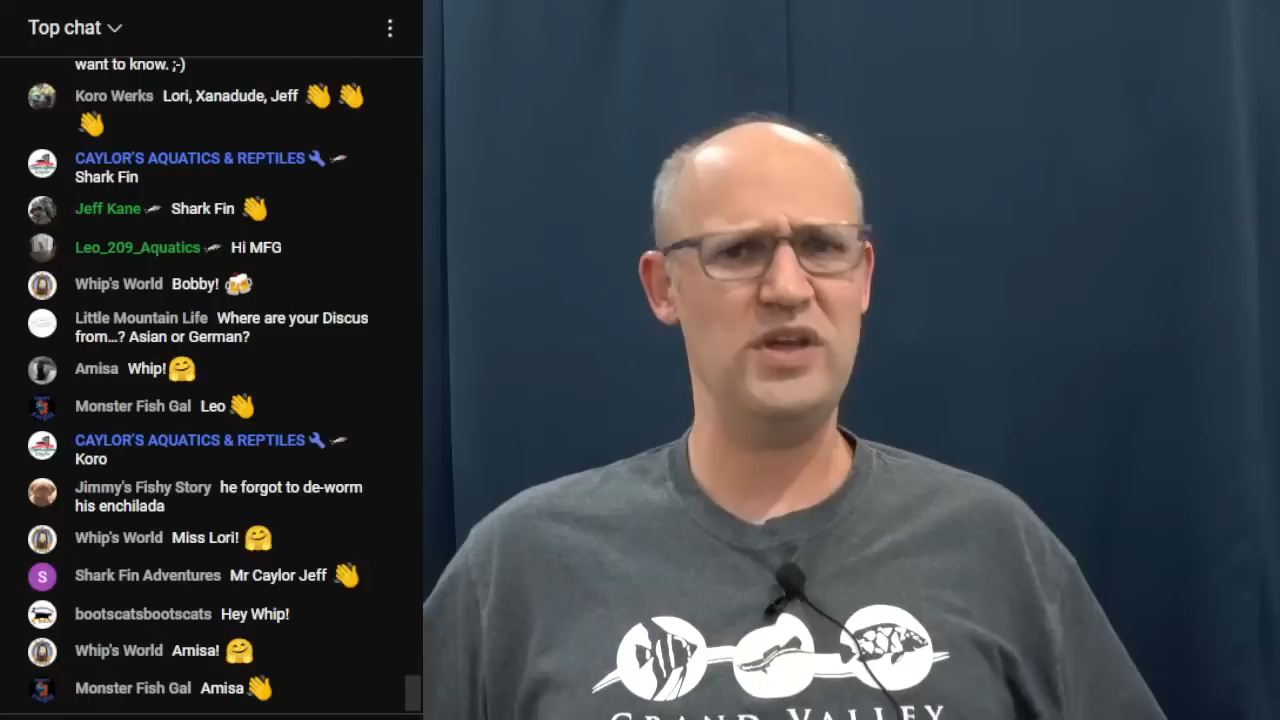 Top chat
want to know. ;-)
Koro Werks Lori, Xanadude, Jeff
CAYLOR'S AQUATICS & REPTILES
Shark Fin
Jeff Kane Shark Fin
Leo_209_Aquatics Hi MFG
Whip's World Bobby!
Little Mountain Life Where are your Discus
from...? Asian or German?
Amisa Whip!
Monster Fish Gal Leo
CAYLOR'S AQUATICS & REPTILES
Koro
Jimmy's Fishy Story he forgot to de-worm
his enchilada
Whip's World Miss Lori!
S Shark Fin Adventures Mr Caylor Jeff
bootscatsbootscats Hey Whip!
Whip's World Amisa!
Monster Fish Gal Amisa
GRAND VALLEY